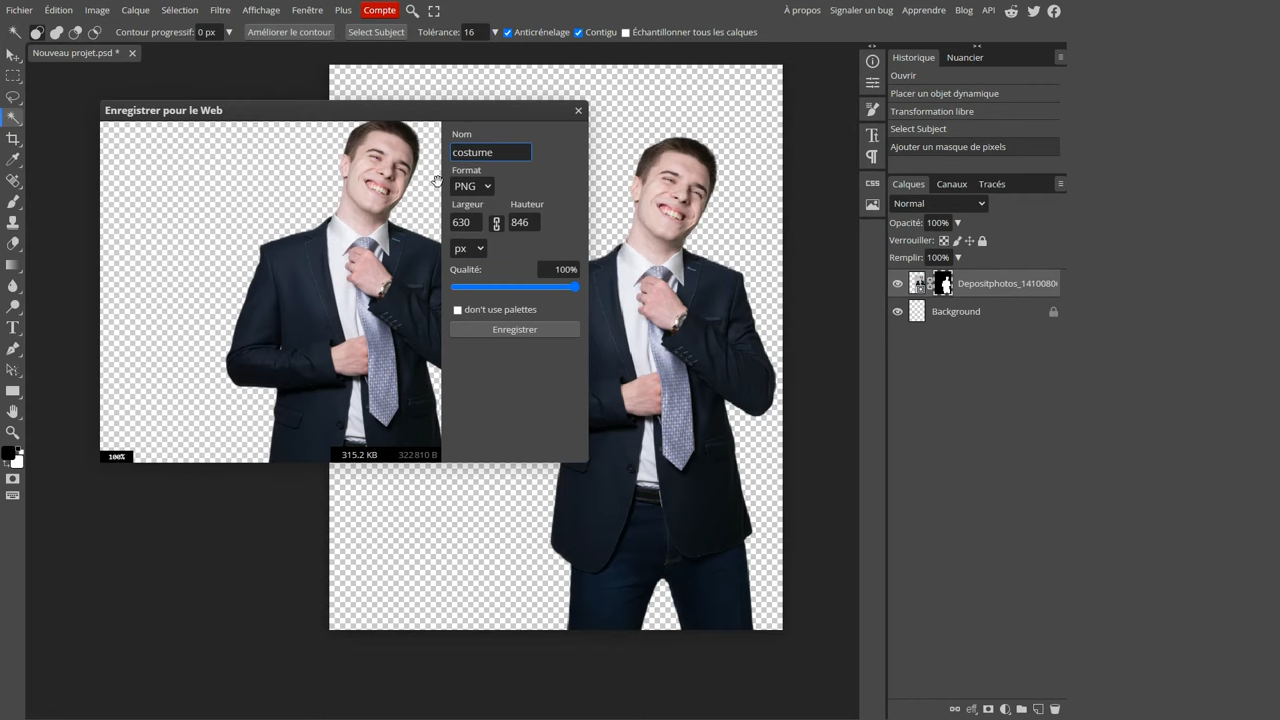 Fichier Édition Image Calque Sélection Filtre Affichage Fenêtre Plus Compte À propos Signaler un bug Apprendre Blog API
Contour progressif: 0 px Améliorer le contour Select Subject Tolérance: 16 Anticrénelage Contigu Échantillonner tous les calques
Nouveau projet.psd *
Enregistrer pour le Web
Nom
costume
Format
PNG
Largeur Hauteur
630 846
px
Qualité: 100%
don't use palettes
Enregistrer
100% 315.2 KB 322 810 B
Historique Nuancier
Ouvrir
Placer un objet dynamique
Transformation libre
Select Subject
Ajouter un masque de pixels
CSS
Calques Canaux Tracés
Normal
Opacité: 100%
Verrouiller:
Remplir: 100%
Depositphotos_1410080
Background
eff